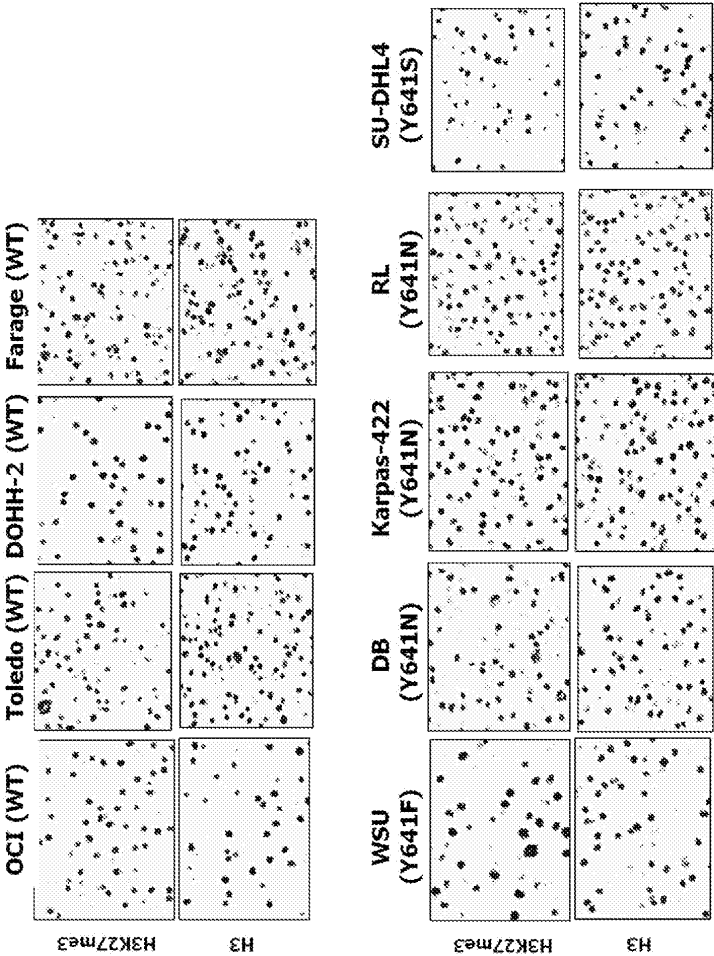 OCI (WT)
Toledo (WT)
DOHH-2 (WT)
Farage (WT)
H3K27me3
H3
WSU
(Y641F)
DB
(Y641N)
Karpas-422
(Y641N)
RL
(Y641N)
SU-DHL4
(Y641S)
H3K27me3
H3